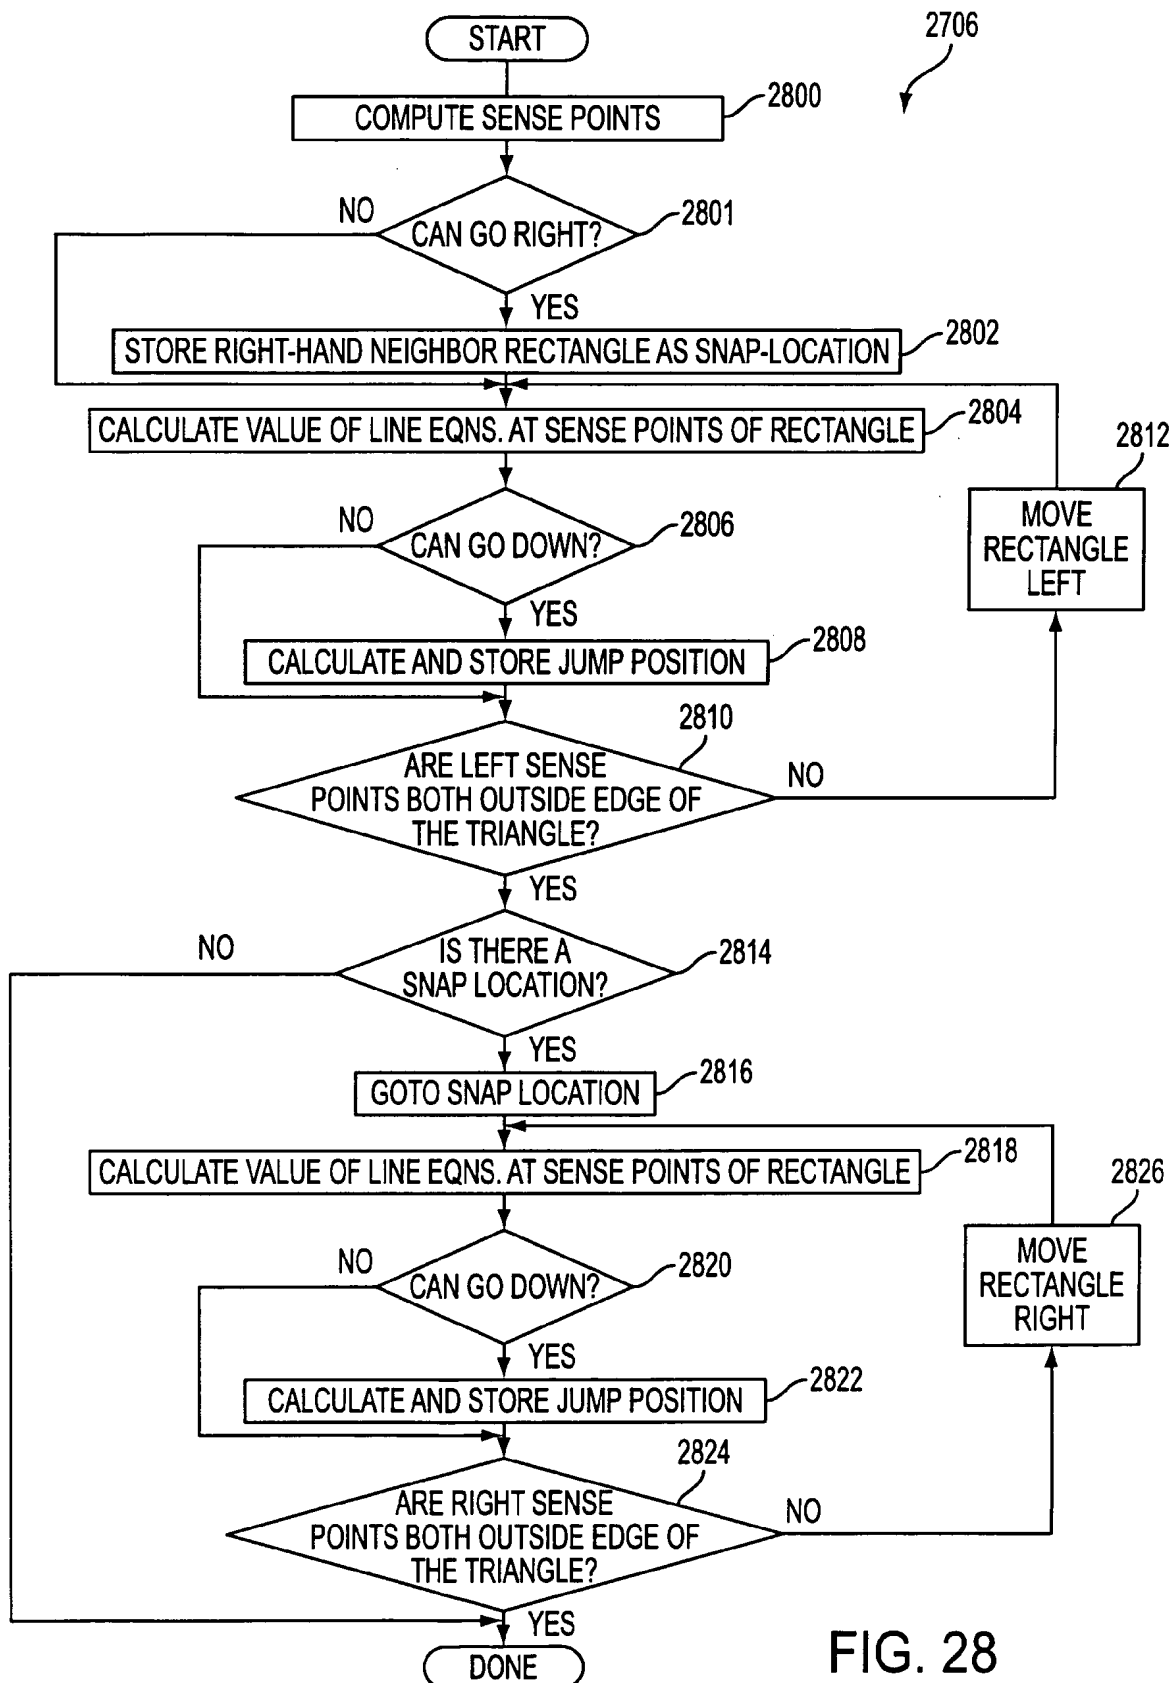 START
2706
2800
COMPUTE SENSE POINTS
NO
CAN GO RIGHT?
2801
YES
2802
STORE RIGHT-HAND NEIGHBOR RECTANGLE AS SNAP-LOCATION
2804
CALCULATE VALUE OF LINE EQNS. AT SENSE POINTS OF RECTANGLE
2812
MOVE
RECTANGLE
LEFT
NO
CAN GO DOWN?
2806
YES
2808
CALCULATE AND STORE JUMP POSITION
2810
ARE LEFT SENSE
POINTS BOTH OUTSIDE EDGE OF
THE TRIANGLE?
NO
YES
NO
IS THERE A
SNAP LOCATION?
2814
YES
2816
GOTO SNAP LOCATION
2818
CALCULATE VALUE OF LINE EQNS. AT SENSE POINTS OF RECTANGLE
2826
MOVE
RECTANGLE
RIGHT
NO
CAN GO DOWN?
2820
YES
2822
CALCULATE AND STORE JUMP POSITION
2824
ARE RIGHT SENSE
POINTS BOTH OUTSIDE EDGE OF
THE TRIANGLE?
NO
YES
DONE
FIG. 28